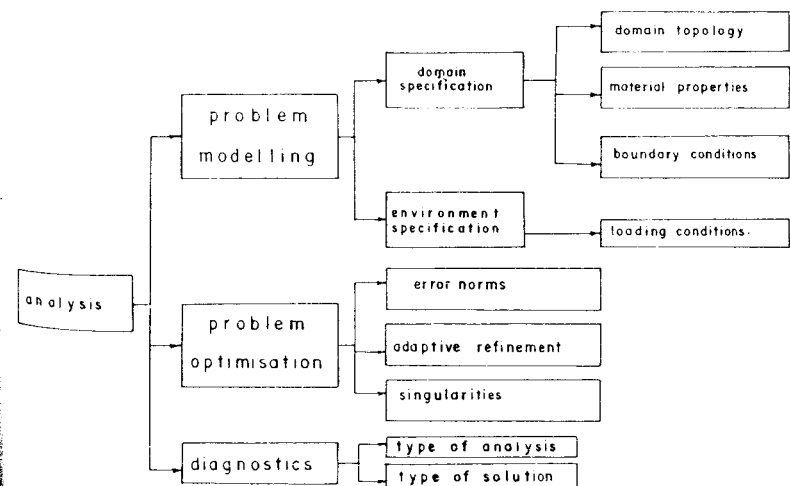 domain topology
domain
specification
material properties
problem
modelling
boundary conditions
environment
specification
loading conditions.
analysis
error norms
problem
optimisation
adaptive refinement
singularities
diagnostics
type of analysis
type of solution